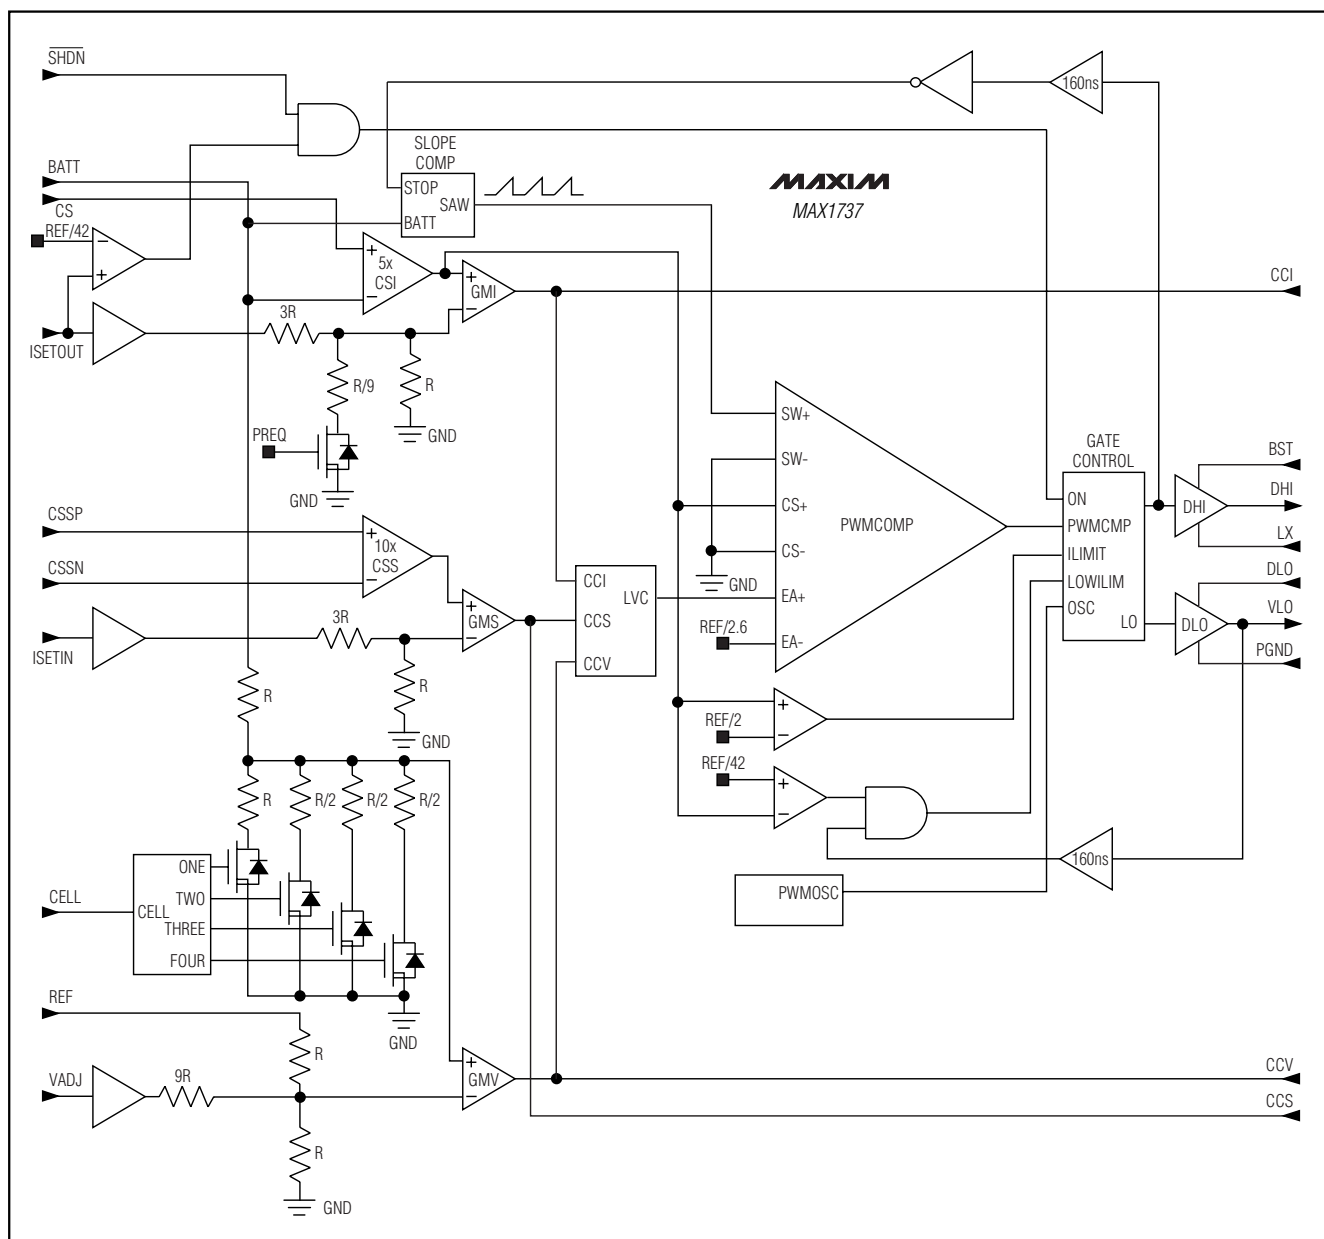 SHDN
160ns
SLOPE
COMP
BATT
STOP
SAW
BATT
MAXIM
MAX1737
CS
REF/42
−
+
+
5x
CSI
−
+
GMI
−
CCI
3R
ISETOUT
R/9
R
GND
PREQ
GND
SW+
SW-
CS+
CS-
EA+
EA-
PWMCOMP
GND
REF/2.6
GATE
CONTROL
ON
PWMCMP
ILIMIT
LOWILIM
OSC
LO
BST
DHI
DHI
LX
DLO
VLO
DLO
PGND
CSSP
+
10x
CSS
−
CSSN
+
GMS
−
CCI
LVC
CCS
CCV
3R
ISETIN
R
R
GND
REF/2
+
−
REF/42
+
−
R
R/2
R/2
R/2
160ns
PWMOSC
ONE
TWO
THREE
FOUR
CELL
CELL
REF
GND
R
+
GMV
−
CCV
CCS
VADJ
9R
R
GND